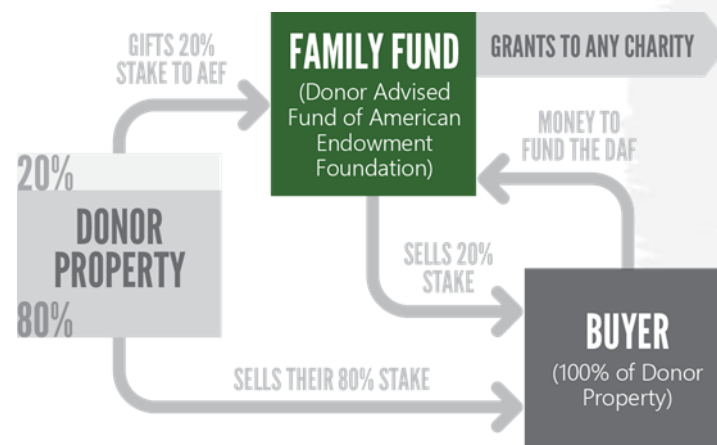 GIFTS 20%
STAKE TO AEF
FAMILY FUND
(Donor Advised
Fund of American
Endowment
Foundation)
GRANTS TO ANY CHARITY
MONEY TO
FUND THE DAF
20%
DONOR
PROPERTY
80%
SELLS 20%
STAKE
SELLS THEIR 80% STAKE
BUYER
(100% of Donor
Property)